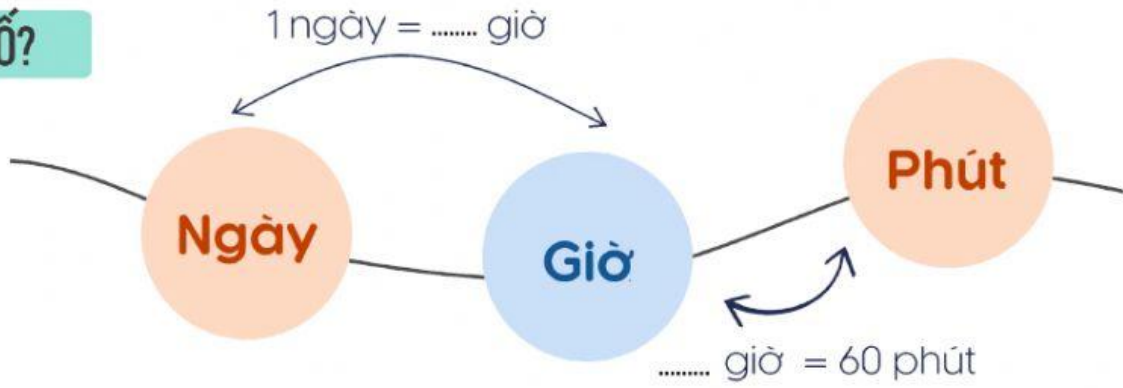 Ố?
1 ngày = ........ giờ
Ngày
Giờ
Phút
......... giờ = 60 phút